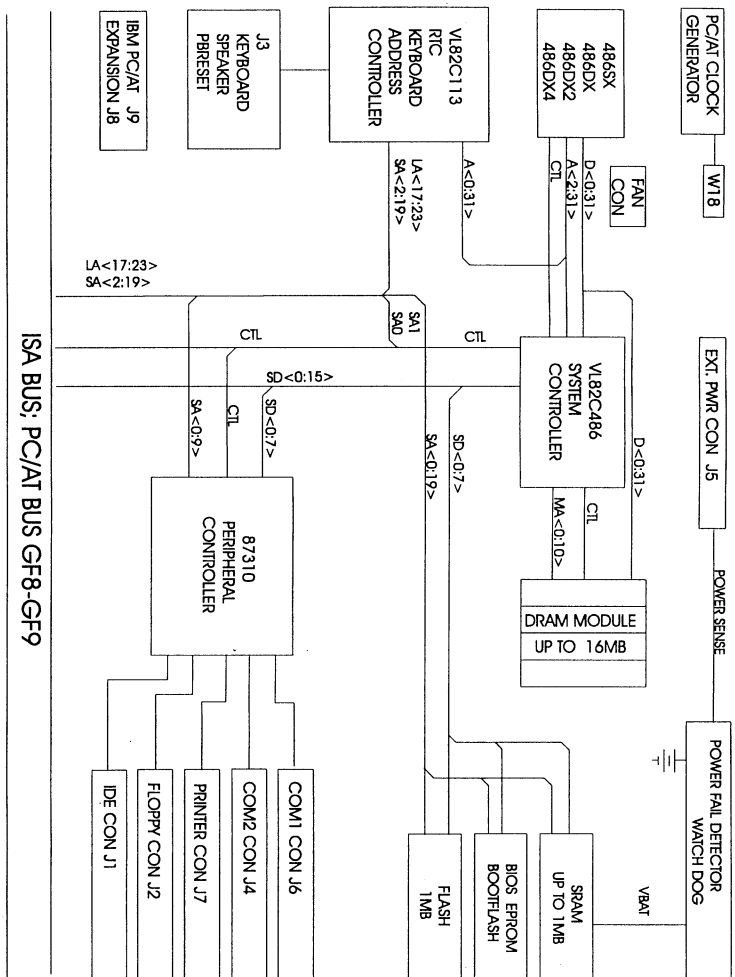 PC/AT CLOCK
GENERATOR
W18
EXT. PWR CON J5
POWER SENSE
POWER FAIL DETECTOR
WATCH DOG
486SX
486DX
486DX2
486DX4
FAN
CON
D<0:31>
A<2:31>
CTL
D<0:31>
VL82C486
SYSTEM
CONTROLLER
CTL
MA<0:10>
DRAM MODULE
UP TO 16MB
VBAT
SRAM
UP TO 1MB
BIOS EPROM
BOOTFLASH
FLASH
1MB
VL82C113
RTC
KEYBOARD
ADDRESS
CONTROLLER
A<0:31>
LA<17:23>
SA<2:19>
SA1
SA0
SD<0:7>
SA<0:19>
J3
KEYBOARD
SPEAKER
PBRESET
LA<17:23>
SA<2:19>
CTL
CTL
SD<0:15>
SD<0:7>
CTL
SA<0:9>
87310
PERIPHERAL
CONTROLLER
COM1 CON J6
COM2 CON J4
PRINTER CON J7
FLOPPY CON J2
IDE CON J1
IBM PC/AT J9
EXPANSION J8
ISA BUS; PC/AT BUS GF8-GF9